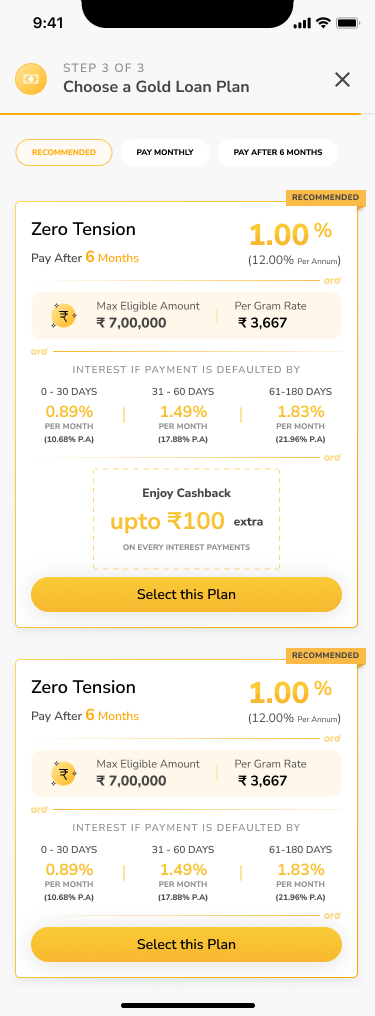 9:41
STEP 3 OF 3
Choose a Gold Loan Plan
RECOMMENDED PAY MONTHLY PAY AFTER 6 MONTHS
RECOMMENDED
Zero Tension 1.00 %
Pay After 6 Months (12.00% Per Annum)
oro
Max Eligible Amount Per Gram Rate
₹ 7,00,000 ₹ 3,667
oro
INTEREST IF PAYMENT IS DEFAULTED BY
0 - 30 DAYS 31 - 60 DAYS 61-180 DAYS
0.89% 1.49% 1.83%
PER MONTH PER MONTH PER MONTH
(10.68% P.A) (17.88% P.A) (21.96% P.A)
oro
Enjoy Cashback
upto ₹100 extra
ON EVERY INTEREST PAYMENTS
Select this Plan
RECOMMENDED
Zero Tension 1.00 %
Pay After 6 Months (12.00% Per Annum)
oro
Max Eligible Amount Per Gram Rate
₹ 7,00,000 ₹ 3,667
oro
INTEREST IF PAYMENT IS DEFAULTED BY
0 - 30 DAYS 31 - 60 DAYS 61-180 DAYS
0.89% 1.49% 1.83%
PER MONTH PER MONTH PER MONTH
(10.68% P.A) (17.88% P.A) (21.96% P.A)
oro
Select this Plan